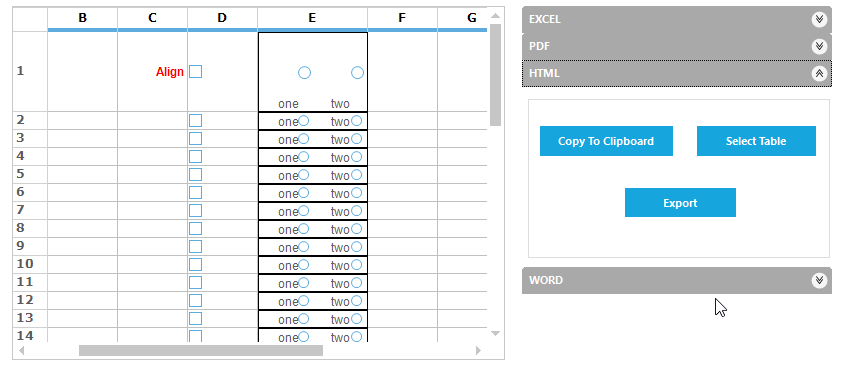 B C D E F G
1 Align
one two
2 one two
3 one two
4 one two
5 one two
6 one two
7 one two
8 one two
9 one two
10 one two
11 one two
12 one two
13 one two
14 one two
EXCEL
PDF
HTML
Copy To Clipboard Select Table
Export
WORD